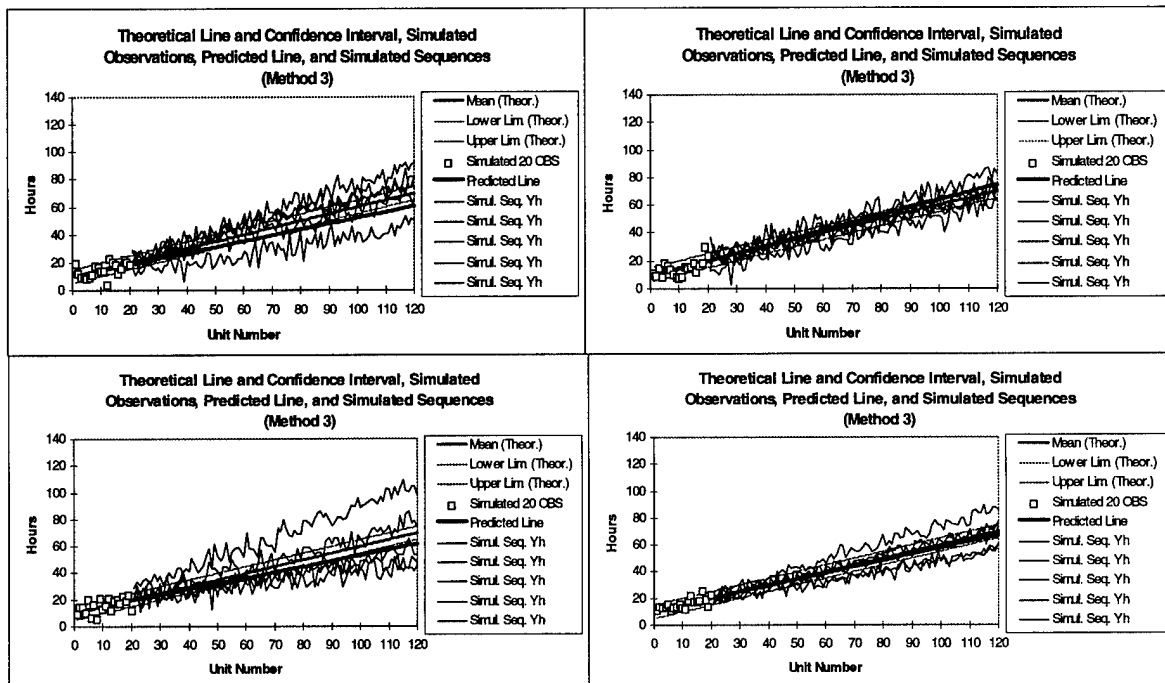 Theoretical Line and Confidence Interval, Simulated
Observations, Predicted Line, and Simulated Sequences
(Method 3)
140
120
100
80
60
40
20
0
Hours
0 10 20 30 40 50 60 70 80 90 100 110 120
Unit Number
Mean (Theor.)
Lower Lim. (Theor.)
Upper Lim. (Theor.)
Simulated 20 CBS
Predicted Line
Simul. Seq. Yh
Simul. Seq. Yh
Simul. Seq. Yh
Simul. Seq. Yh
Simul. Seq. Yh
Theoretical Line and Confidence Interval, Simulated
Observations, Predicted Line, and Simulated Sequences
(Method 3)
140
120
100
80
60
40
20
0
Hours
0 10 20 30 40 50 60 70 80 90 100 110 120
Unit Number
Mean (Theor.)
Lower Lim. (Theor.)
Upper Lim. (Theor.)
Simulated 20 CBS
Predicted Line
Simul. Seq. Yh
Simul. Seq. Yh
Simul. Seq. Yh
Simul. Seq. Yh
Simul. Seq. Yh
Theoretical Line and Confidence Interval, Simulated
Observations, Predicted Line, and Simulated Sequences
(Method 3)
140
120
100
80
60
40
20
0
Hours
0 10 20 30 40 50 60 70 80 90 100 110 120
Unit Number
Mean (Theor.)
Lower Lim. (Theor.)
Upper Lim. (Theor.)
Simulated 20 CBS
Predicted Line
Simul. Seq. Yh
Simul. Seq. Yh
Simul. Seq. Yh
Simul. Seq. Yh
Simul. Seq. Yh
Theoretical Line and Confidence Interval, Simulated
Observations, Predicted Line, and Simulated Sequences
(Method 3)
140
120
100
80
60
40
20
0
Hours
0 10 20 30 40 50 60 70 80 90 100 110 120
Unit Number
Mean (Theor.)
Lower Lim. (Theor.)
Upper Lim. (Theor.)
Simulated 20 CBS
Predicted Line
Simul. Seq. Yh
Simul. Seq. Yh
Simul. Seq. Yh
Simul. Seq. Yh
Simul. Seq. Yh